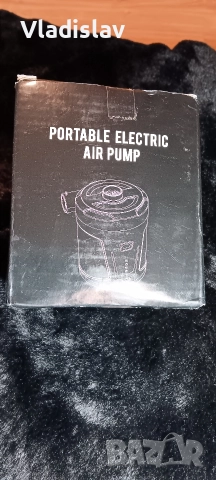 Vladislav
PORTABLE ELECTRIC
AIR PUMP
BAZAR